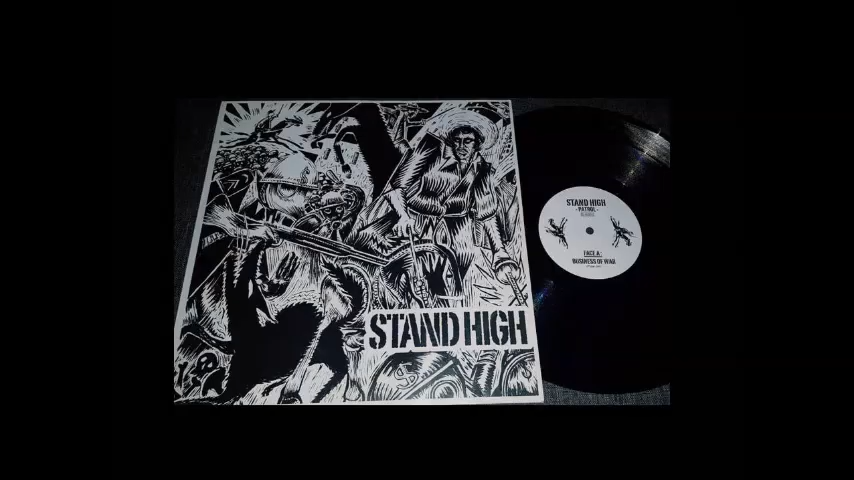 STAND HIGH
STAND HIGH
- PATROL -
FACE A :
BUSINESS OF WAR